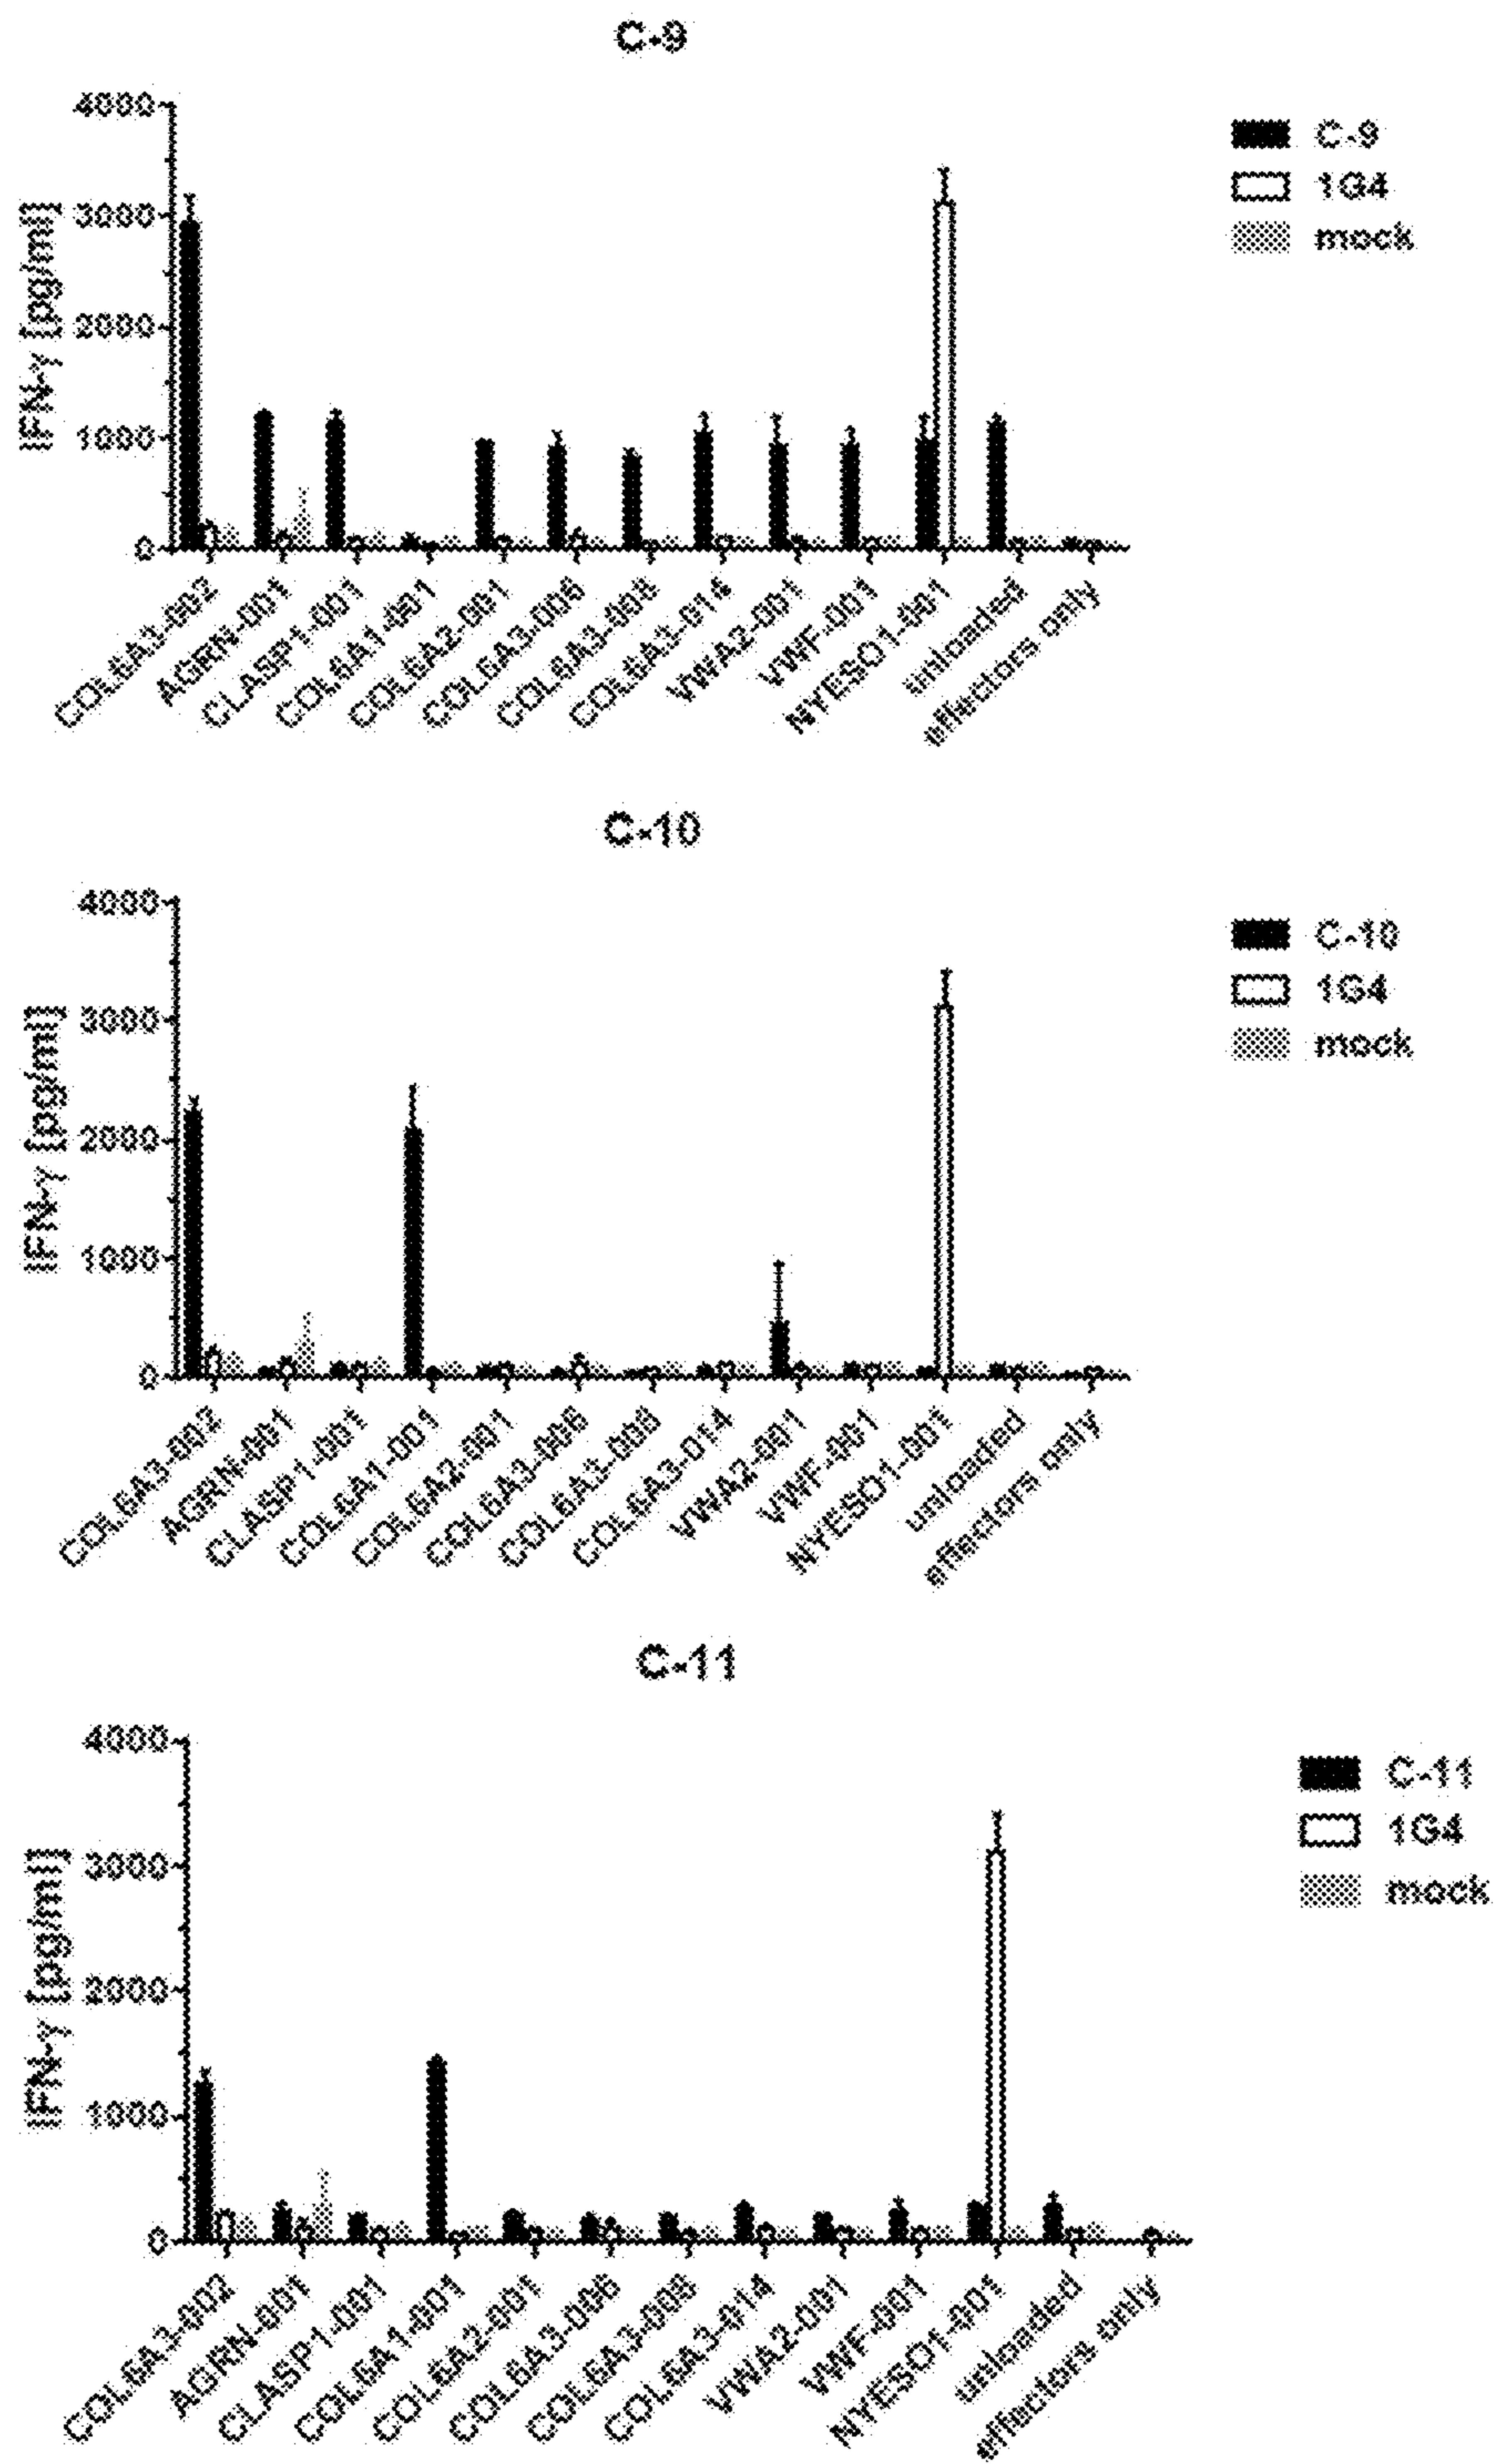 C-9
4000
3000
2000
1000
0
IFN-γ [pg/ml]
C-9
1G4
mock
COL6A3-002
AGRN-001
CLASP1-001
COL6A1-001
COL6A2-001
COL6A3-006
COL6A3-008
COL6A3-014
VWA2-001
VWF-001
NYESO1-001
unloaded
effectors only
C-10
4000
3000
2000
1000
0
IFN-γ [pg/ml]
C-10
1G4
mock
COL6A3-002
AGRN-001
CLASP1-001
COL6A1-001
COL6A2-001
COL6A3-006
COL6A3-008
COL6A3-014
VWA2-001
VWF-001
NYESO1-001
unloaded
effectors only
C-11
4000
3000
2000
1000
0
IFN-γ [pg/ml]
C-11
1G4
mock
COL6A3-002
AGRN-001
CLASP1-001
COL6A1-001
COL6A2-001
COL6A3-006
COL6A3-008
COL6A3-014
VWA2-001
VWF-001
NYESO1-001
unloaded
effectors only